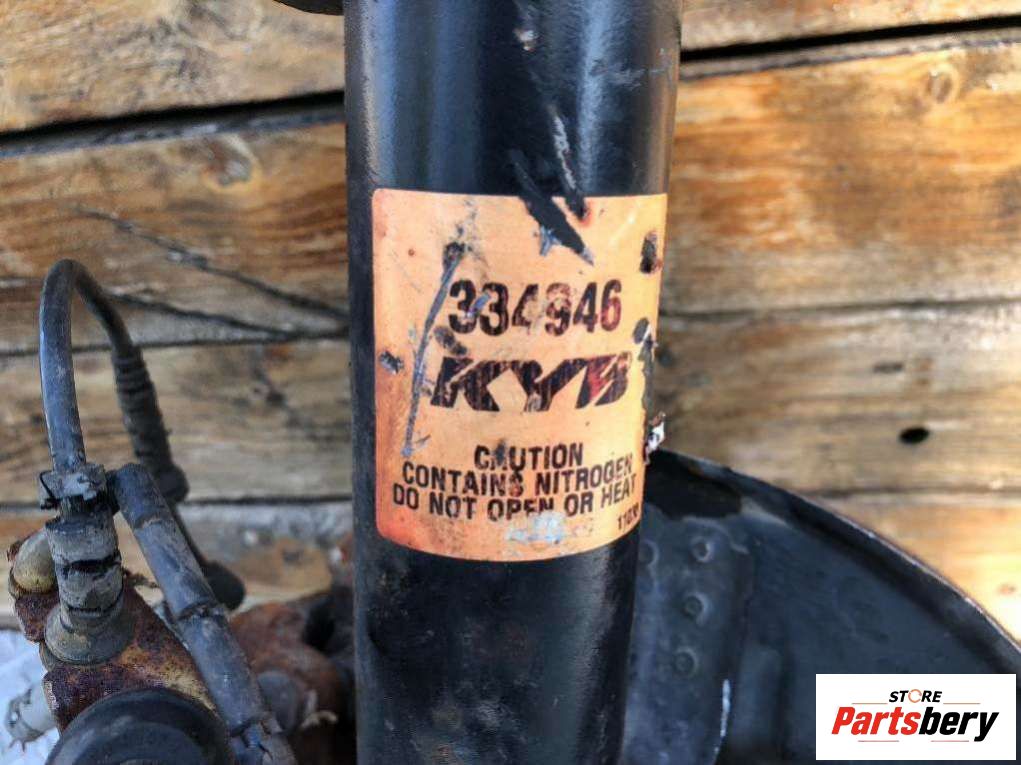 334946
KYB
CAUTION
CONTAINS NITROGEN
DO NOT OPEN OR HEAT
STORE
Partsbery